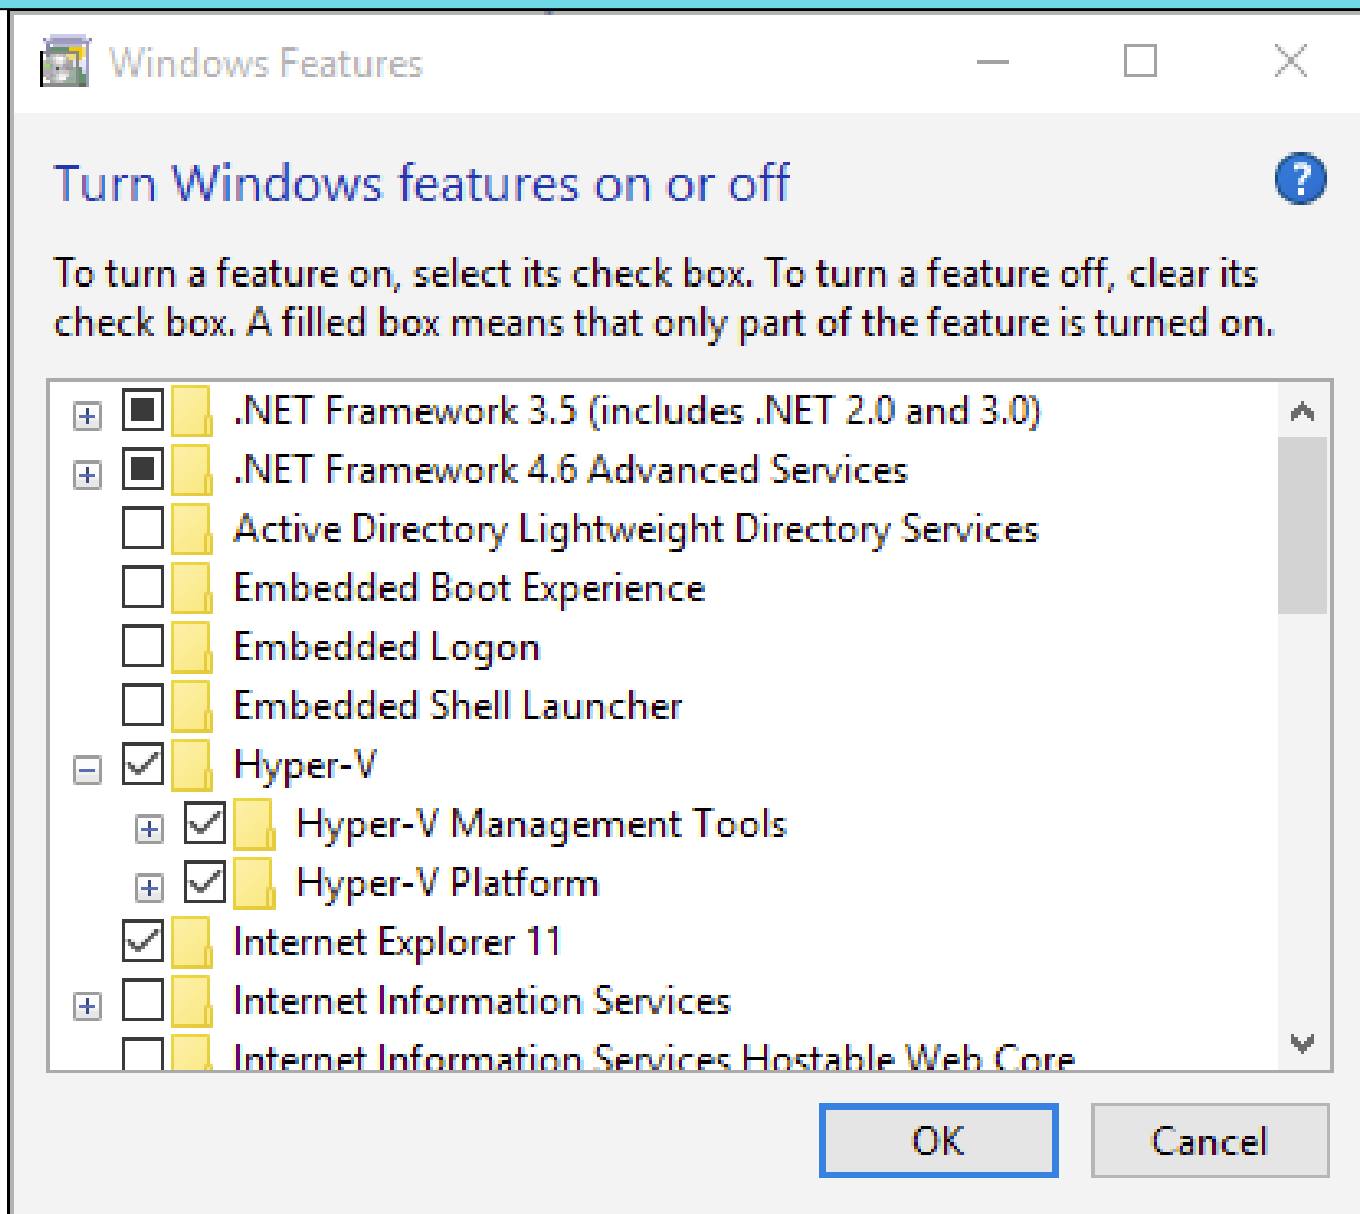 Windows Features
Turn Windows features on or off
?
To turn a feature on, select its check box. To turn a feature off, clear its
check box. A filled box means that only part of the feature is turned on.
.NET Framework 3.5 (includes .NET 2.0 and 3.0)
.NET Framework 4.6 Advanced Services
Active Directory Lightweight Directory Services
Embedded Boot Experience
Embedded Logon
Embedded Shell Launcher
Hyper-V
Hyper-V Management Tools
Hyper-V Platform
Internet Explorer 11
Internet Information Services
Internet Information Services Hostable Web Core
OK
Cancel